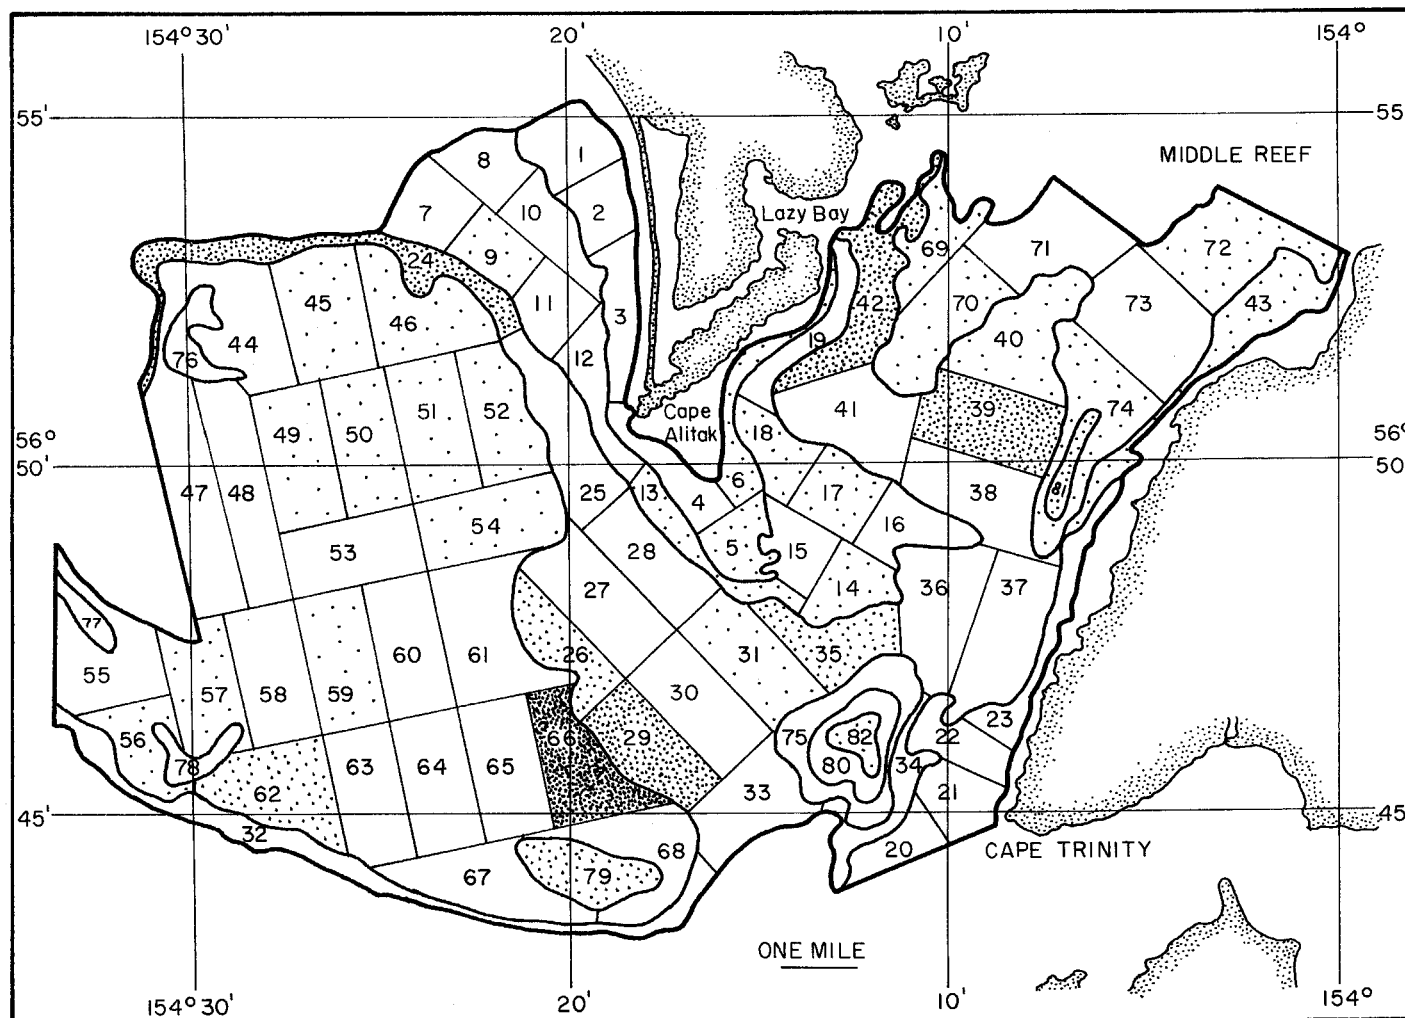 154° 30' 20' 10' 154°
55' 55'
MIDDLE REEF
8 1
7 10 2 Lazy Bay
24 9 69 71 72
45 46 11 3 42 70 73 43
76 44 12 19 40
49 50 51 52 Cape 41 39 74
Alitak 18
56° 56°
50' 50'
47 48 25 13 4 6 17 38 81
53 54 28 5 15 16
27 14 36 37
77
55 57 58 59 60 61 26 31 35
30 23
56 78 66 29 75 82 22
62 63 64 65 80 34
33 21
45' 32 45'
67 79 68 20 CAPE TRINITY
ONE MILE
154° 30' 20' 10' 154°